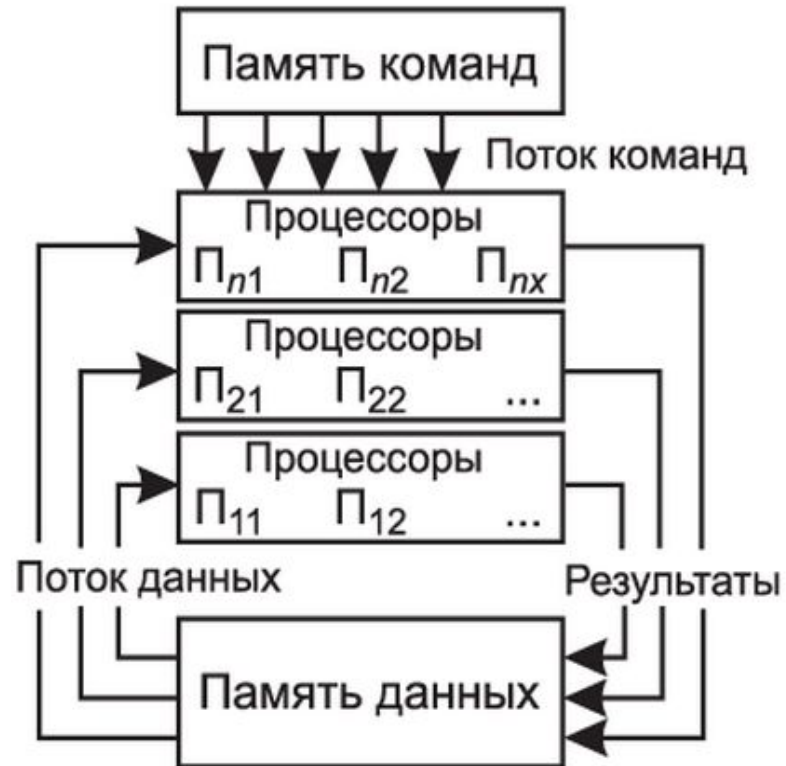 Память команд
Поток команд
Процессоры
Пn1 Пn2 Пnx
Процессоры
П21 П22 ...
Процессоры
П11 П12 ...
Поток данных
Результаты
Память данных